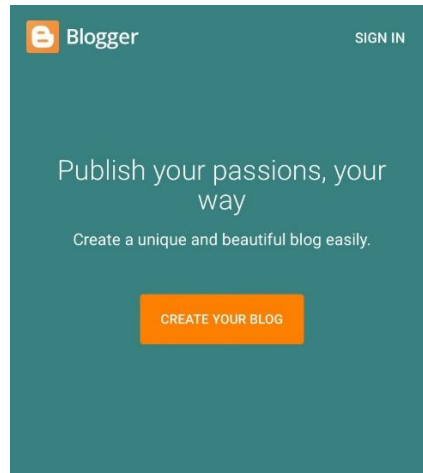 Blogger
SIGN IN
Publish your passions, your
way
Create a unique and beautiful blog easily.
CREATE YOUR BLOG